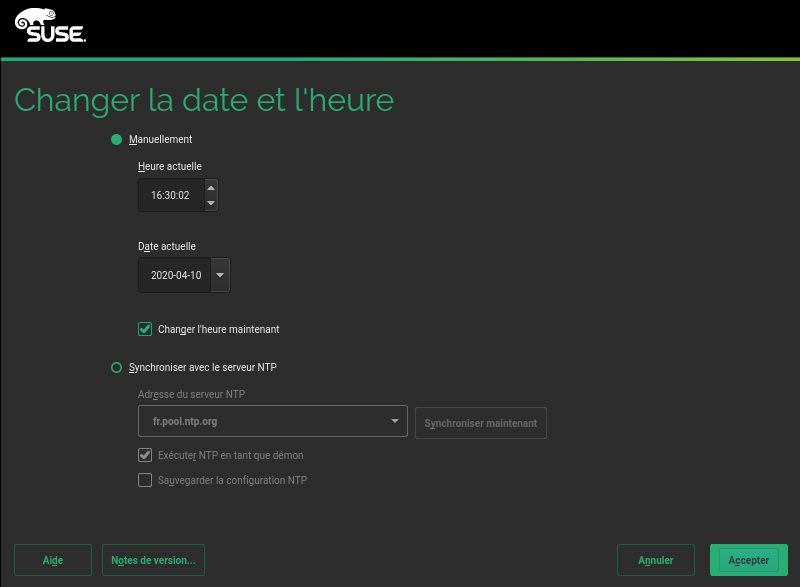 SUSE.
Changer la date et l'heure
Manuellement
Heure actuelle
16:30:02
Date actuelle
2020-04-10
Changer l'heure maintenant
Synchroniser avec le serveur NTP
Adresse du serveur NTP
fr.pool.ntp.org
Synchroniser maintenant
Exécuter NTP en tant que démon
Sauvegarder la configuration NTP
Aide
Notes de version...
Annuler
Accepter